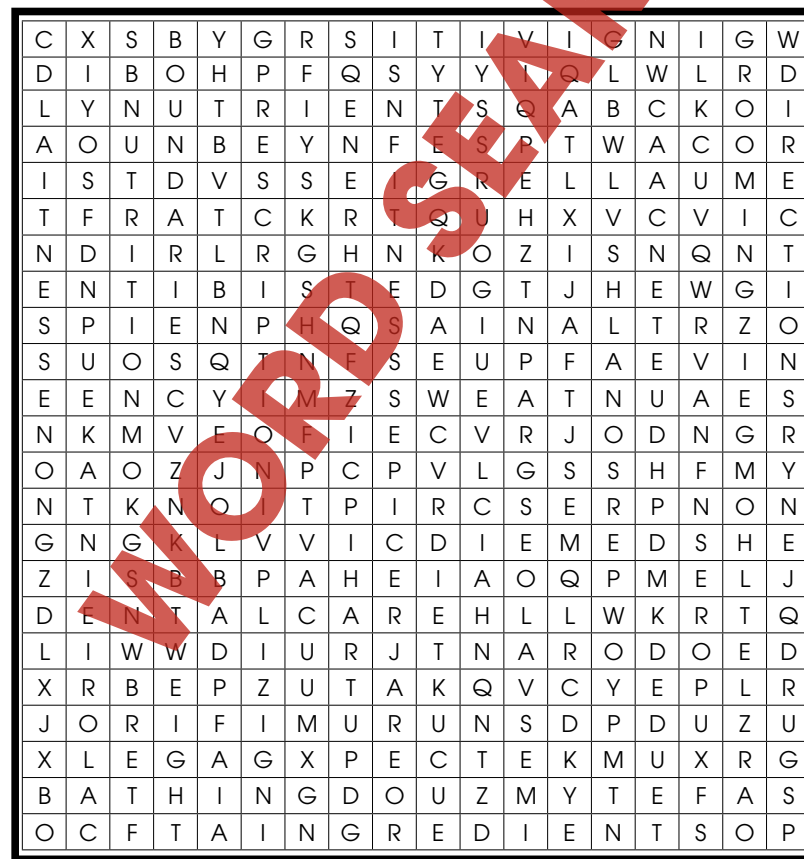 C X S B Y G R S I T I V I G N I G W
D I B O H P F Q S Y Y I Q L W L R D
L Y N U T R I E N T S Q A B C K O I
A O U N B E Y N F E S P T W A C O R
I S T D V S S E I G R E L L A U M E
T F R A T C K R T Q U H X V C V I C
N D I R L R G H N K O Z I S N Q N T
E N T I B I S T E D G T J H E W G I
S P I E N P H Q S A I N A L T R Z O
S U O S Q T N F S E U P F A E V I N
E E N C Y I M Z S W E A T N U A E S
N K M V E O F I E C V R J O D N G R
O A O Z J N P C P V L G S S H F M Y
N T K N O I T P I R C S E R P N O N
G N G K L V V I C D I E M E D S H E
Z I S B B P A H E I A O Q P M E L J
D E N T A L C A R E H L L W K R T Q
L I W W D I U R J T N A R O D O E D
X R B E P Z U T A K Q V C Y E P L R
J O R I F I M U R U N S D P D U Z U
X L E G A G X P E C T E K M U X R G
B A T H I N G D O U Z M Y T E F A S
O C F T A I N G R E D I E N T S O P
WORD SEAR